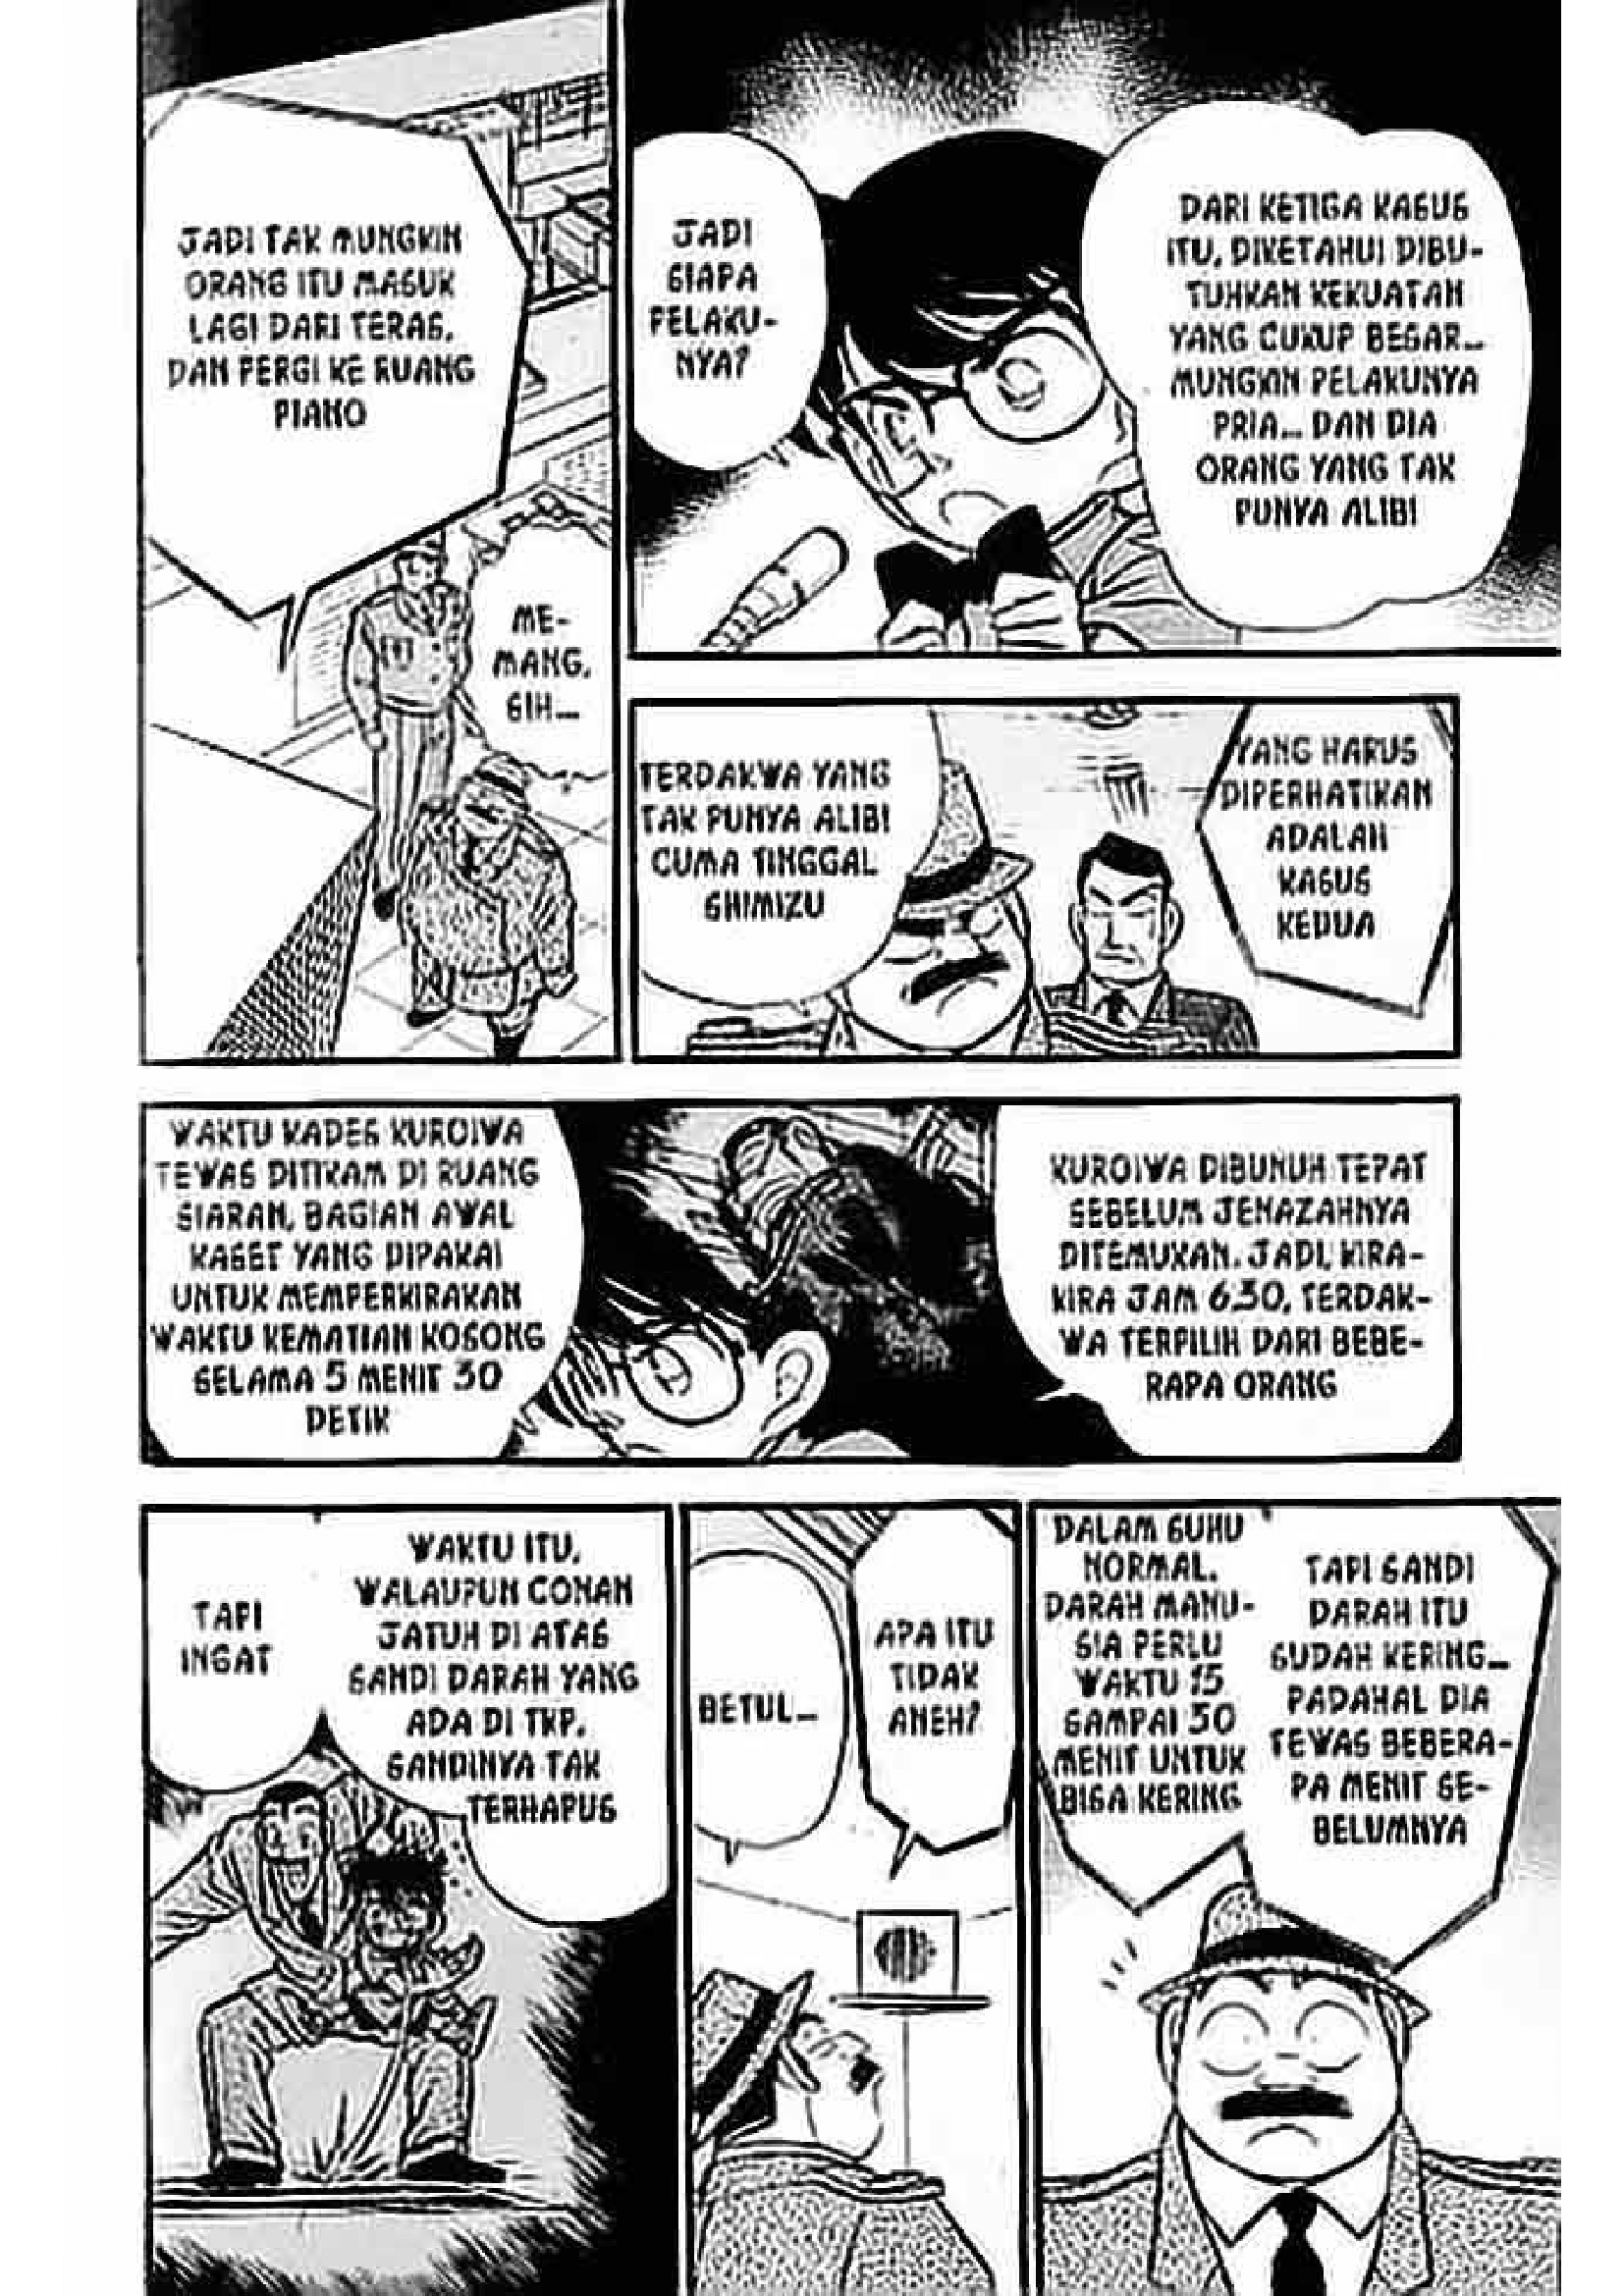 DARI KETIGA KASUS
ITU, DIKETAHUI DIBU-
TUHKAN KEKUATAN
YANG CUKUP BESAR...
MUNGKIN PELAKUNYA
PRIA... DAN DIA
ORANG YANG TAK
PUNYA ALIBI
JADI
SIAPA
PELAKU-
NYA?
JADI TAK MUNGKIN
ORANG ITU MASUK
LAGI DARI TERAS,
DAN PERGI KE RUANG
PIANO
ME-
MANG,
SIH...
YANG HARUS
DIPERHATIKAN
ADALAH
KASUS
KEDUA
TERDAKWA YANG
TAK PUNYA ALIBI
CUMA TINGGAL
SHIMIZU
KUROIWA DIBUNUH TEPAT
SEBELUM JENAZAHNYA
DITEMUKAN. JADI, KIRA-
KIRA JAM 6.30, TERDAK-
WA TERPILIH DARI BEBE-
RAPA ORANG
WAKTU KADES KUROIWA
TEWAS DITIKAM DI RUANG
SIARAN, BAGIAN AWAL
KASET YANG DIPAKAI
UNTUK MEMPERKIRAKAN
WAKTU KEMATIAN KOSONG
SELAMA 5 MENIT 30
DETIK
TAPI SANDI
DARAH ITU
SUDAH KERING...
PADAHAL DIA
TEWAS BEBERA-
PA MENIT SE-
BELUMNYA
DALAM SUHU
NORMAL,
DARAH MANU-
SIA PERLU
WAKTU 15
SAMPAI 30
MENIT UNTUK
BISA KERING
APA ITU
TIDAK
ANEH?
BETUL...
WAKTU ITU,
WALAUPUN CONAN
JATUH DI ATAS
SANDI DARAH YANG
ADA DI TKP,
SANDINYA TAK
TERHAPUS
TAPI
INGAT